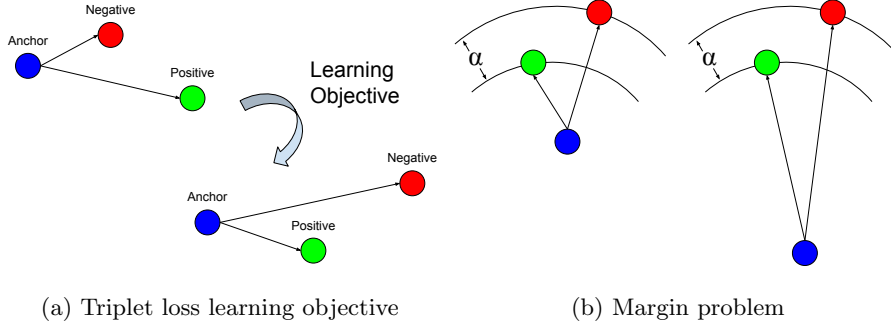 Negative
Anchor
Positive
Learning
Objective
Negative
Anchor
Positive
α
α
(a) Triplet loss learning objective
(b) Margin problem